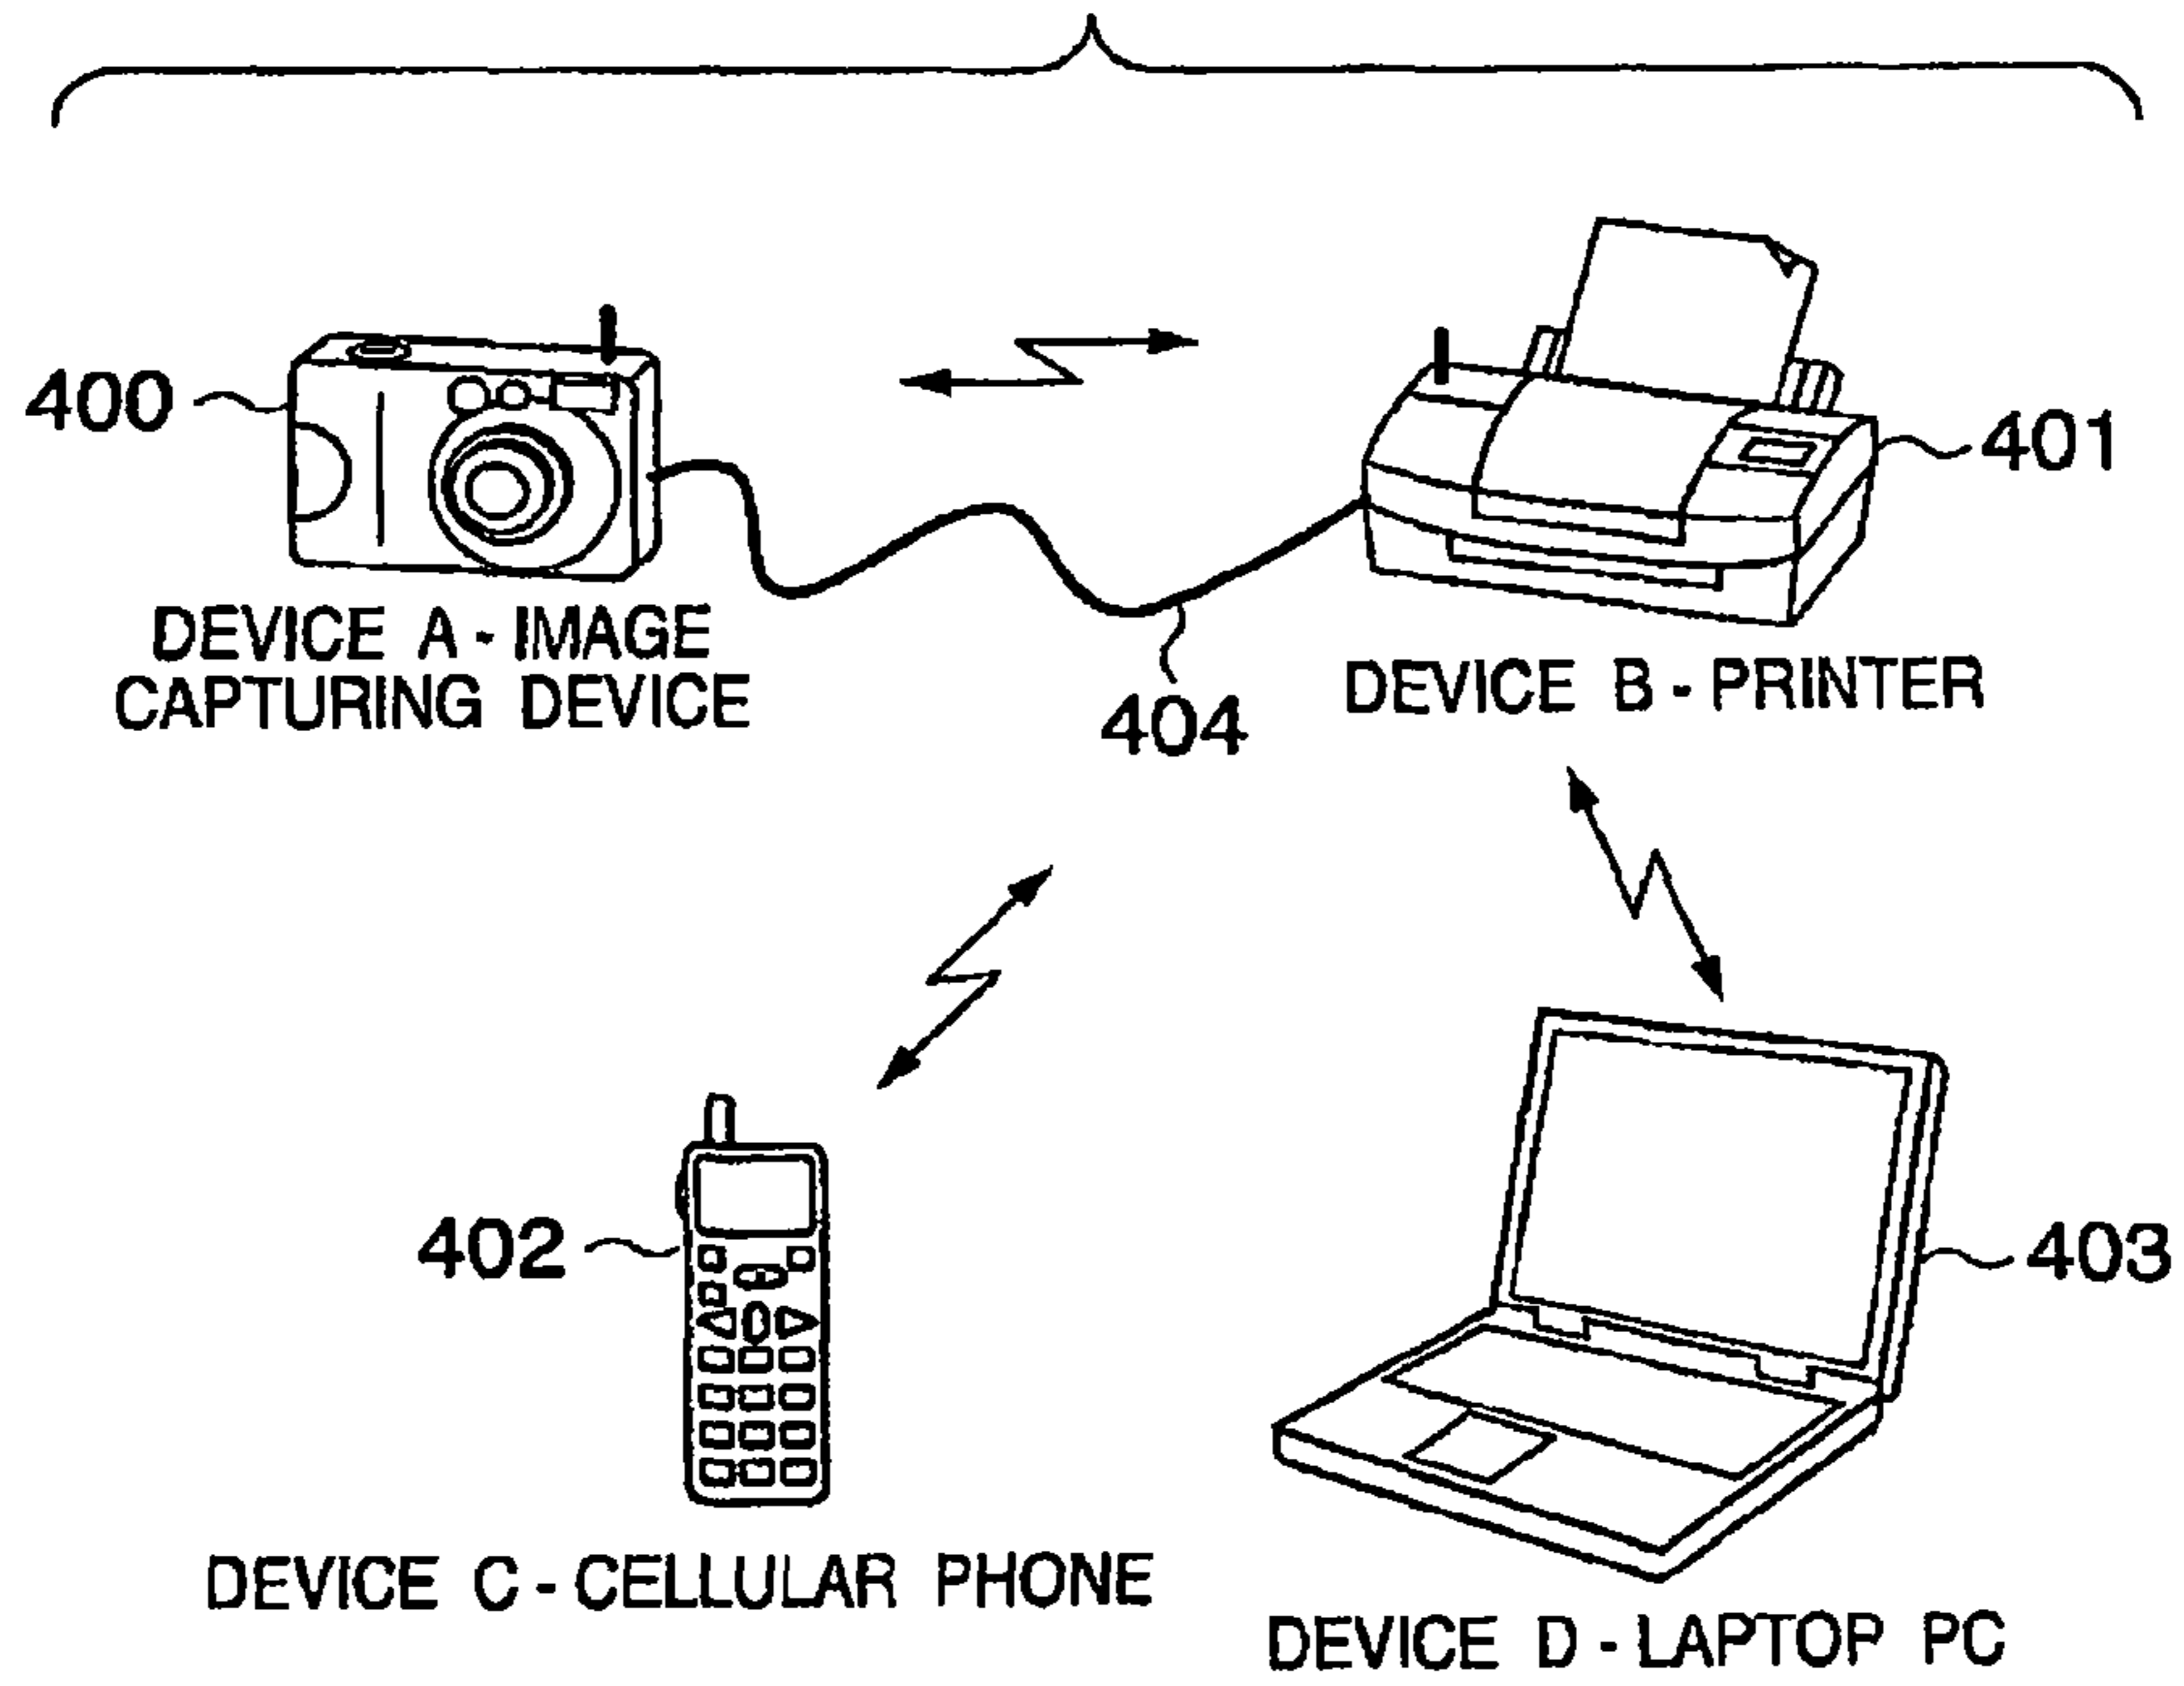 400
401
DEVICE A - IMAGE
CAPTURING DEVICE
404
DEVICE B - PRINTER
402
403
DEVICE C - CELLULAR PHONE
DEVICE D - LAPTOP PC